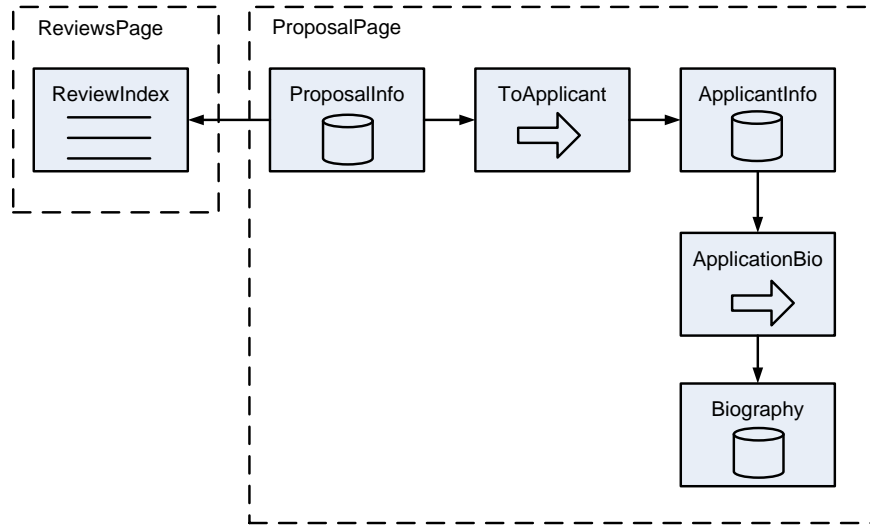 ReviewsPage
ProposalPage
ReviewIndex
ProposalInfo
ToApplicant
ApplicantInfo
ApplicationBio
Biography